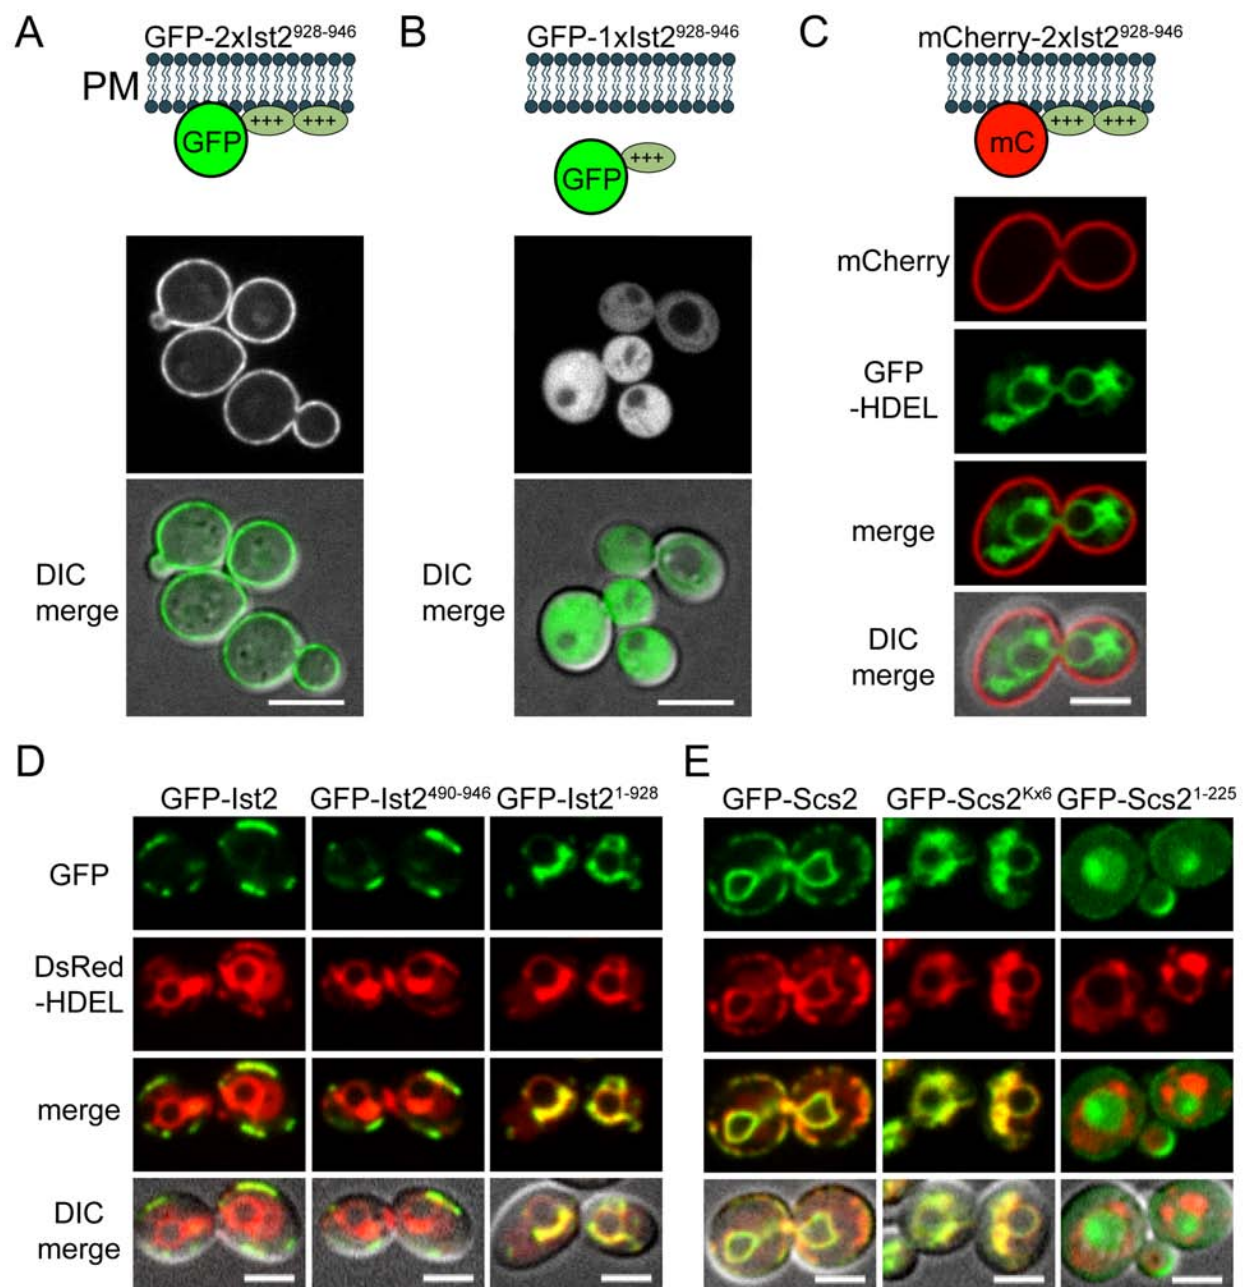 A
GFP-2xIst2928-946
PM
GFP
+++ +++
DIC
merge
B
GFP-1xIst2928-946
GFP
+++
DIC
merge
C
mCherry-2xIst2928-946
mC
+++ +++
mCherry
GFP
-HDEL
merge
DIC
merge
D
GFP-Ist2 GFP-Ist2490-946 GFP-Ist21-928
GFP
DsRed
-HDEL
merge
DIC
merge
E
GFP-Scs2 GFP-Scs2Kx6 GFP-Scs21-225